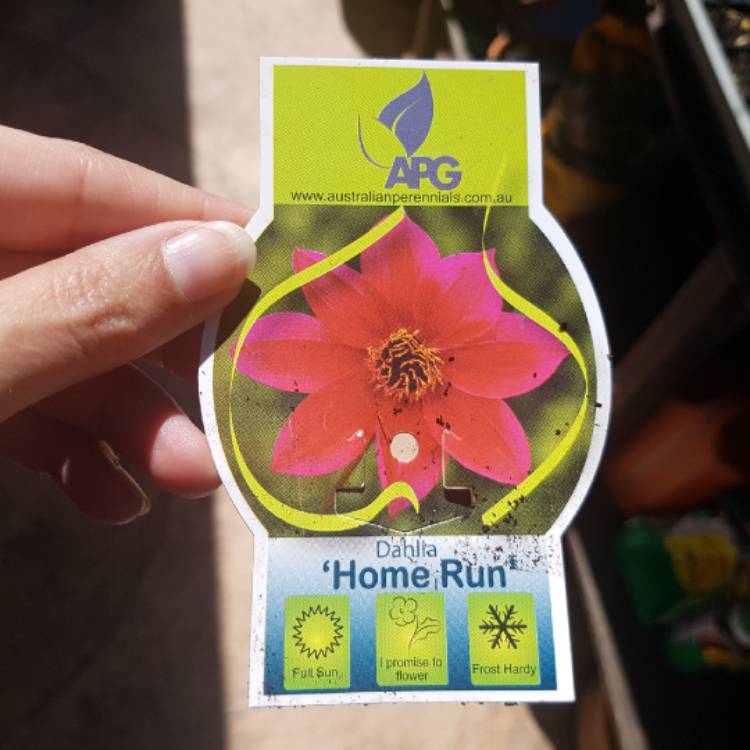 APG
www.australianperennials.com.au
Dahlia
‘Home Run’
Full Sun
I promise to
flower
Frost Hardy